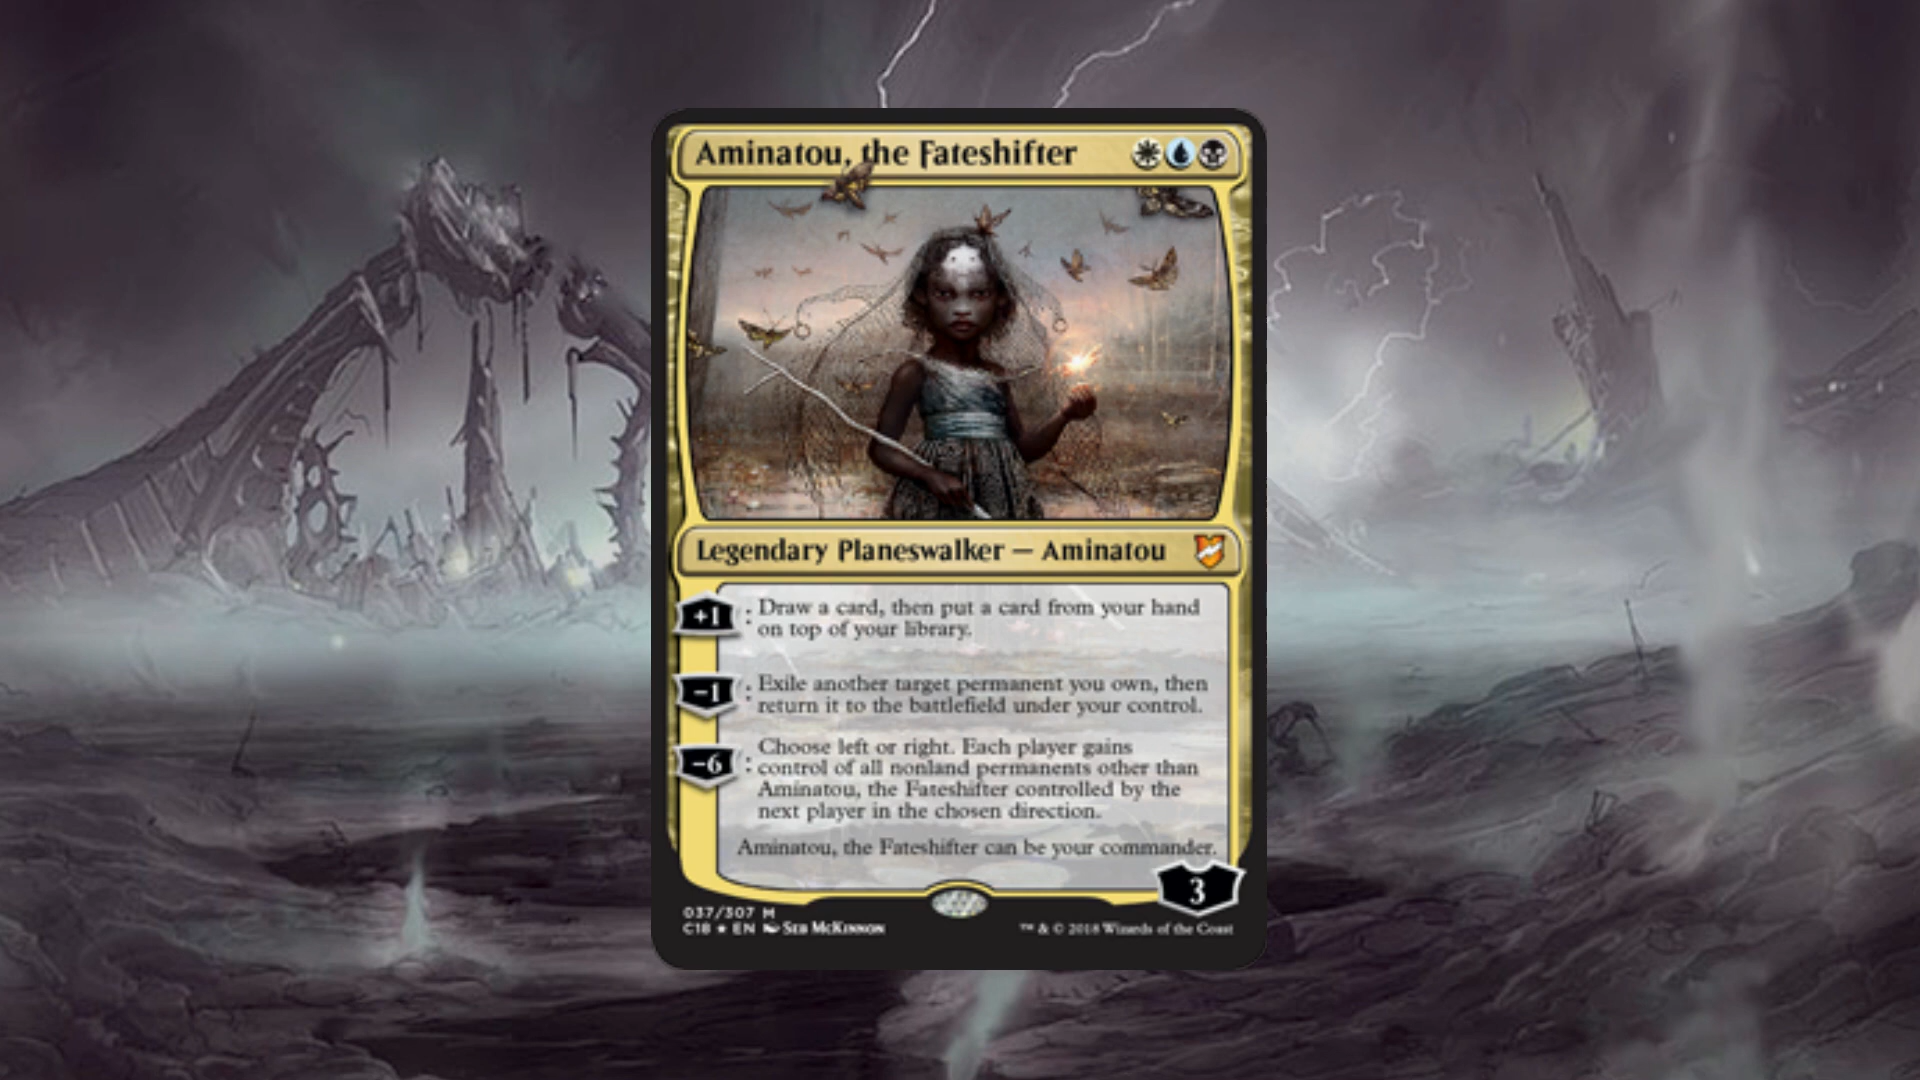 Aminatou, the Fateshifter
Legendary Planeswalker — Aminatou
+1 : Draw a card, then put a card from your hand
on top of your library.
−1 : Exile another target permanent you own, then
return it to the battlefield under your control.
Choose left or right. Each player gains
−6 : control of all nonland permanents other than
Aminatou, the Fateshifter controlled by the
next player in the chosen direction.
Aminatou, the Fateshifter can be your commander.
3
037/307 M
C18 ★ EN Seb McKinnon
™ & © 2018 Wizards of the Coast